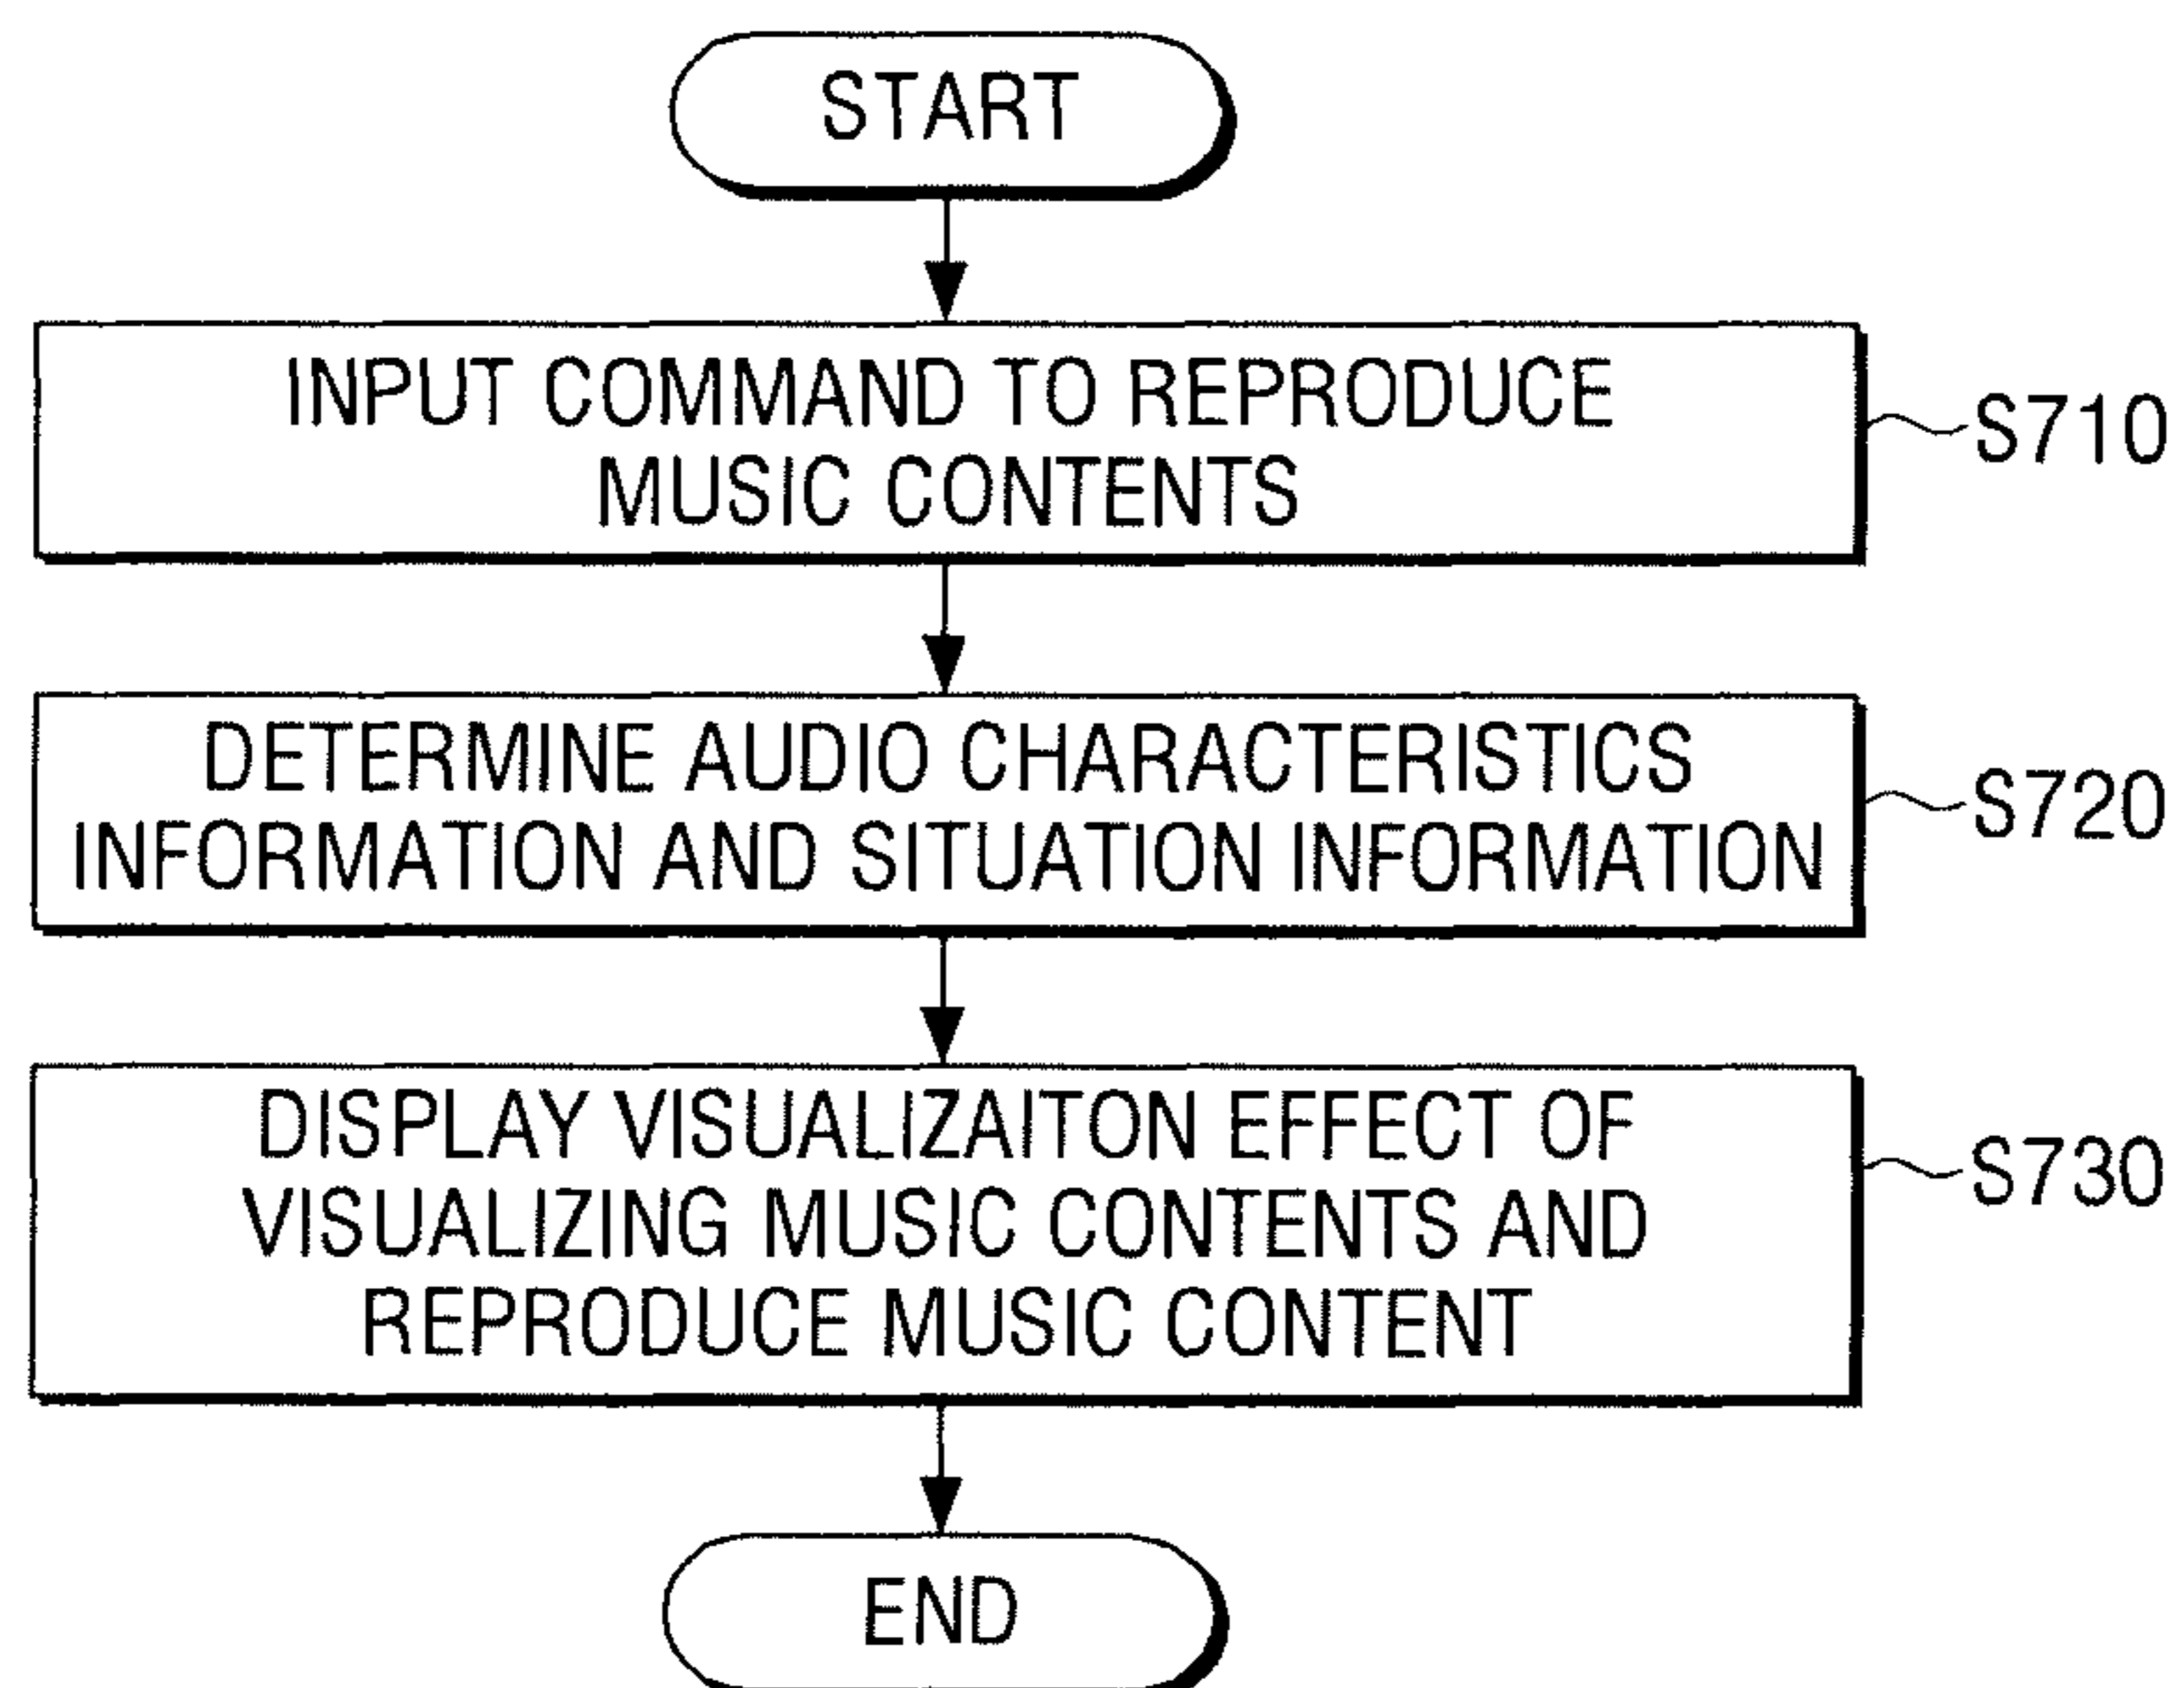 START
INPUT COMMAND TO REPRODUCE
MUSIC CONTENTS
S710
DETERMINE AUDIO CHARACTERISTICS
INFORMATION AND SITUATION INFORMATION
S720
DISPLAY VISUALIZAITON EFFECT OF
VISUALIZING MUSIC CONTENTS AND
REPRODUCE MUSIC CONTENT
S730
END